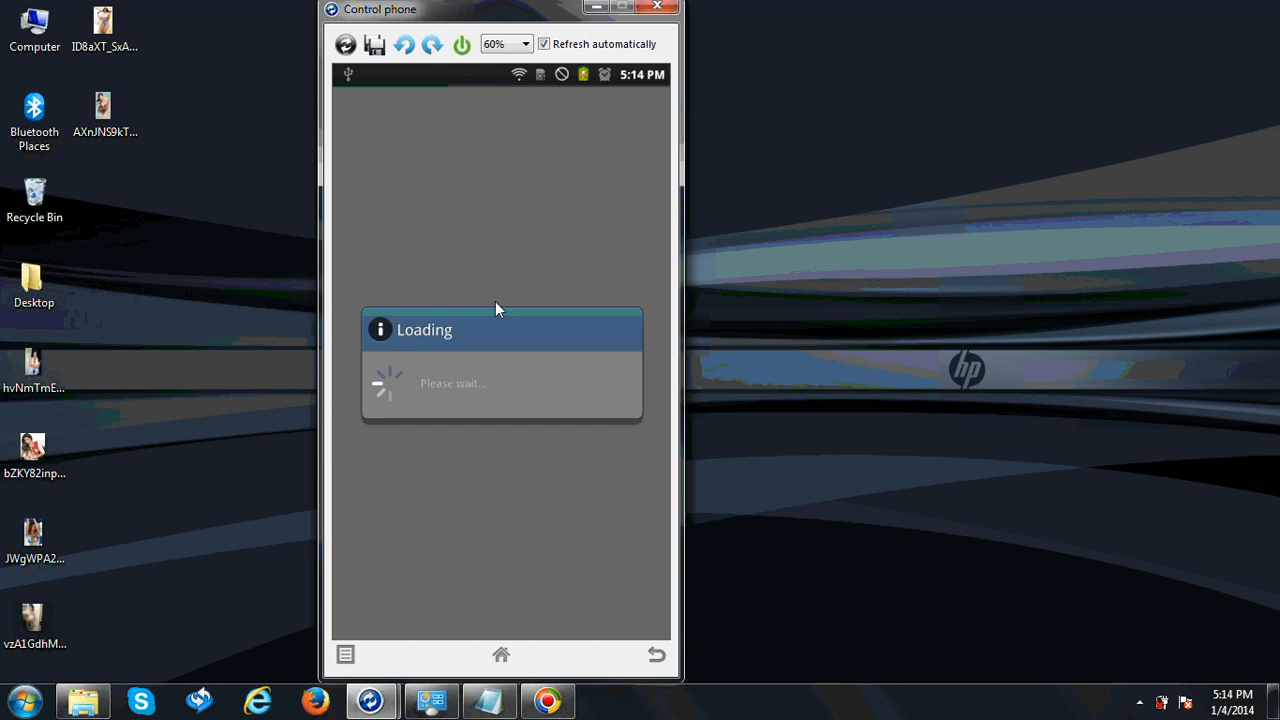 Control phone
60%
Refresh automatically
5:14 PM
Loading
Please wait...
Computer
ID8aXT_SxA...
Bluetooth
Places
AXnJNS9kT...
Recycle Bin
Desktop
hvNmTmE...
bZKY82inp...
JWgWPA2...
vzA1GdhM...
hp
5:14 PM
1/4/2014